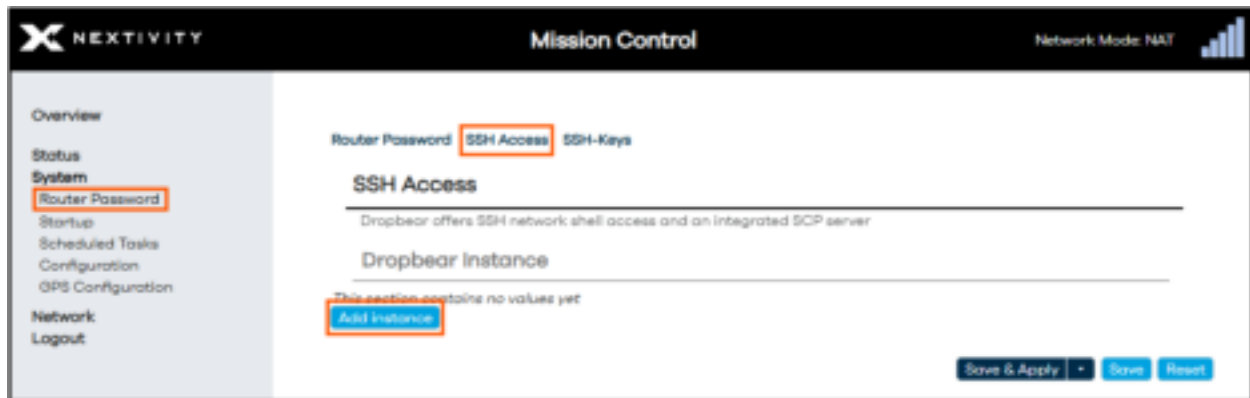 NEXTIVITY
Mission Control
Network Mode: NAT
Overview
Status
System
Router Password
Startup
Scheduled Tasks
Configuration
GPS Configuration
Network
Logout
Router Password SSH Access SSH-Keys
SSH Access
Dropbear offers SSH network shell access and an integrated SCP server
Dropbear Instance
This section contains no values yet
Add instance
Save & Apply Save Reset